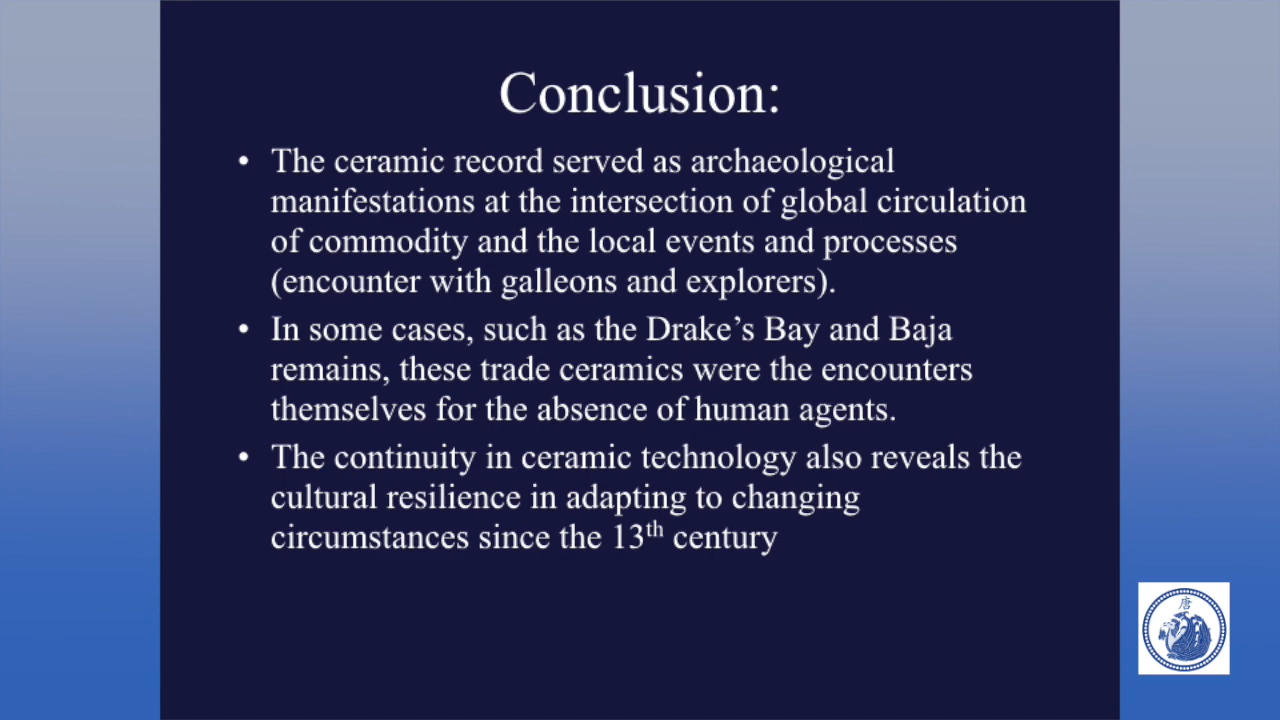 Conclusion:
• The ceramic record served as archaeological
manifestations at the intersection of global circulation
of commodity and the local events and processes
(encounter with galleons and explorers).
• In some cases, such as the Drake’s Bay and Baja
remains, these trade ceramics were the encounters
themselves for the absence of human agents.
• The continuity in ceramic technology also reveals the
cultural resilience in adapting to changing
circumstances since the 13th century
唐